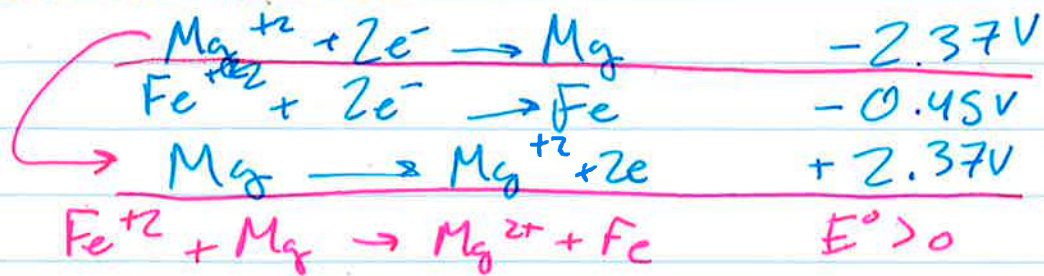 Mg⁺² + 2e⁻ → Mg -2.37V
Fe⁺² + 2e⁻ → Fe -0.45V
Mg → Mg⁺² + 2e +2.37V
Fe⁺² + Mg → Mg²⁺ + Fe E° > 0